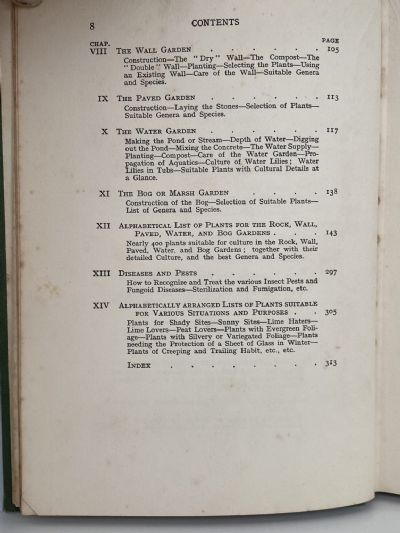 8 CONTENTS
CHAP. PAGE
VIII THE WALL GARDEN . . . . . 105
Construction—The "Dry" Wall—The Compost—The
"Double" Wall—Planting—Selecting the Plants—Using
an Existing Wall—Care of the Wall—Suitable Genera
and Species.
IX THE PAVED GARDEN . . . . . 113
Construction—Laying the Stones—Selection of Plants—
Suitable Genera and Species.
X THE WATER GARDEN . . . . . 117
Making the Pond or Stream—Depth of Water—Digging
out the Pond—Mixing the Concrete—The Water Supply—
Planting—Compost—Care of the Water Garden—Pro-
pagation of Aquatics—Culture of Water Lilies; Water
Lilies in Tubs—Suitable Plants with Cultural Details at
a Glance.
XI THE BOG OR MARSH GARDEN . . . . 138
Construction of the Bog—Selection of Suitable Plants—
List of Genera and Species.
XII ALPHABETICAL LIST OF PLANTS FOR THE ROCK, WALL,
PAVED, WATER, AND BOG GARDENS . . . 143
Nearly 400 plants suitable for culture in the Rock, Wall,
Paved, Water, and Bog Gardens; together with their
detailed Culture, and the best Genera and Species.
XIII DISEASES AND PESTS . . . . . 297
How to Recognize and Treat the various Insect Pests and
Fungoid Diseases—Sterilization and Fumigation, etc.
XIV ALPHABETICALLY ARRANGED LISTS OF PLANTS SUITABLE
FOR VARIOUS SITUATIONS AND PURPOSES . . 305
Plants for Shady Sites—Sunny Sites—Lime Haters—
Lime Lovers—Peat Lovers—Plants with Evergreen Foli-
age—Plants with Silvery or Variegated Foliage—Plants
needing the Protection of a Sheet of Glass in Winter—
Plants of Creeping and Trailing Habit, etc., etc.
INDEX . . . . . . . 313